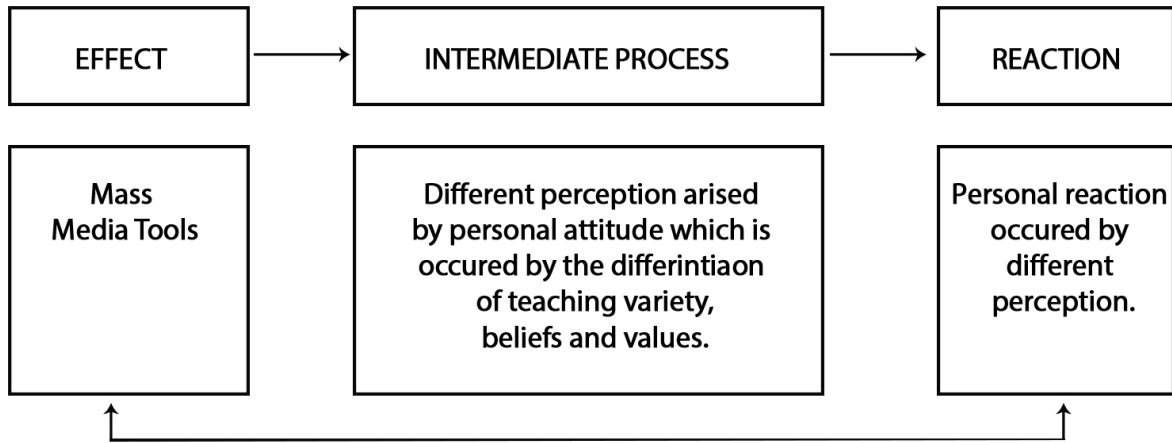 EFFECT
INTERMEDIATE PROCESS
REACTION
Mass
Media Tools
Different perception arised
by personal attitude which is
occured by the differintiaon
of teaching variety,
beliefs and values.
Personal reaction
occured by
different
perception.